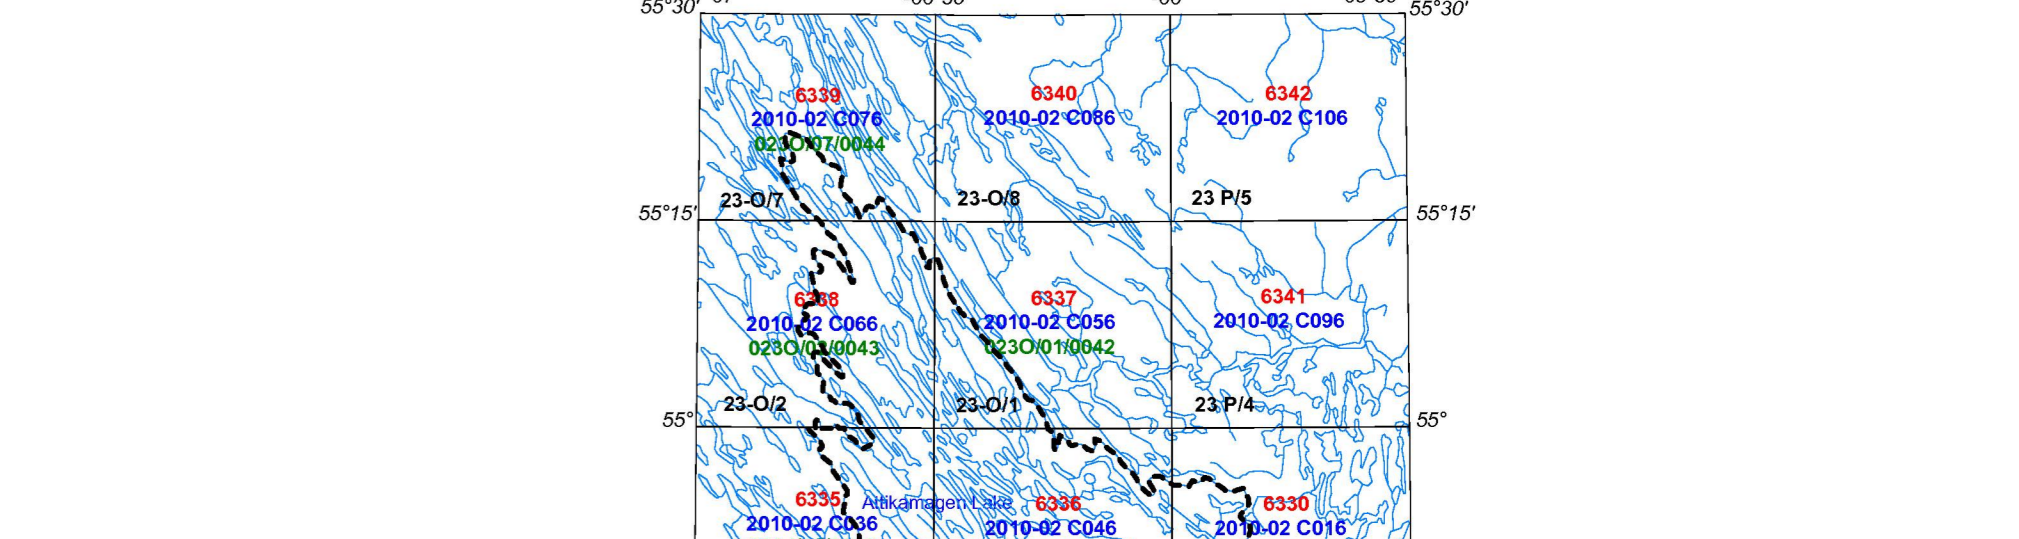 55°30'
55°30'
6339
2010-02 C076
023O/07/0044
6340
2010-02 C086
6342
2010-02 C106
23-O/7
23-O/8
23 P/5
55°15'
55°15'
6338
2010-02 C066
023O/02/0043
6337
2010-02 C056
023O/01/0042
6341
2010-02 C096
23-O/2
23-O/1
23 P/4
55°
55°
6335
2010-02 C036
Attikamagen Lake
6336
2010-02 C046
6330
2010-02 C016